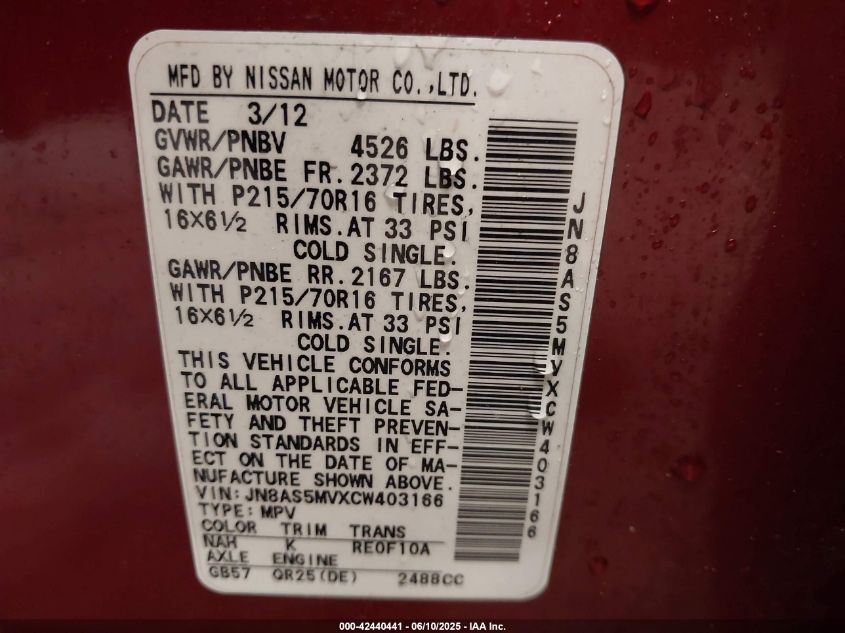 MFD BY NISSAN MOTOR CO.,LTD.
DATE 3/12
GVWR/PNBV 4526 LBS.
GAWR/PNBE FR.2372 LBS.
WITH P215/70R16 TIRES,
16X6½ RIMS.AT 33 PSI
COLD SINGLE.
GAWR/PNBE RR.2167 LBS.
WITH P215/70R16 TIRES,
16X6½ RIMS.AT 33 PSI
COLD SINGLE.
THIS VEHICLE CONFORMS
TO ALL APPLICABLE FED-
ERAL MOTOR VEHICLE SA-
FETY AND THEFT PREVEN-
TION STANDARDS IN EFF-
ECT ON THE DATE OF MA-
NUFACTURE SHOWN ABOVE.
VIN:JN8AS5MVXCW403166
TYPE:MPV
COLOR TRIM TRANS
NAH K RE0F10A
AXLE ENGINE
GB57 QR25(DE) 2488CC
JN8AS5MVXCW403166
000-42440441 - 06/10/2025 - IAA Inc.